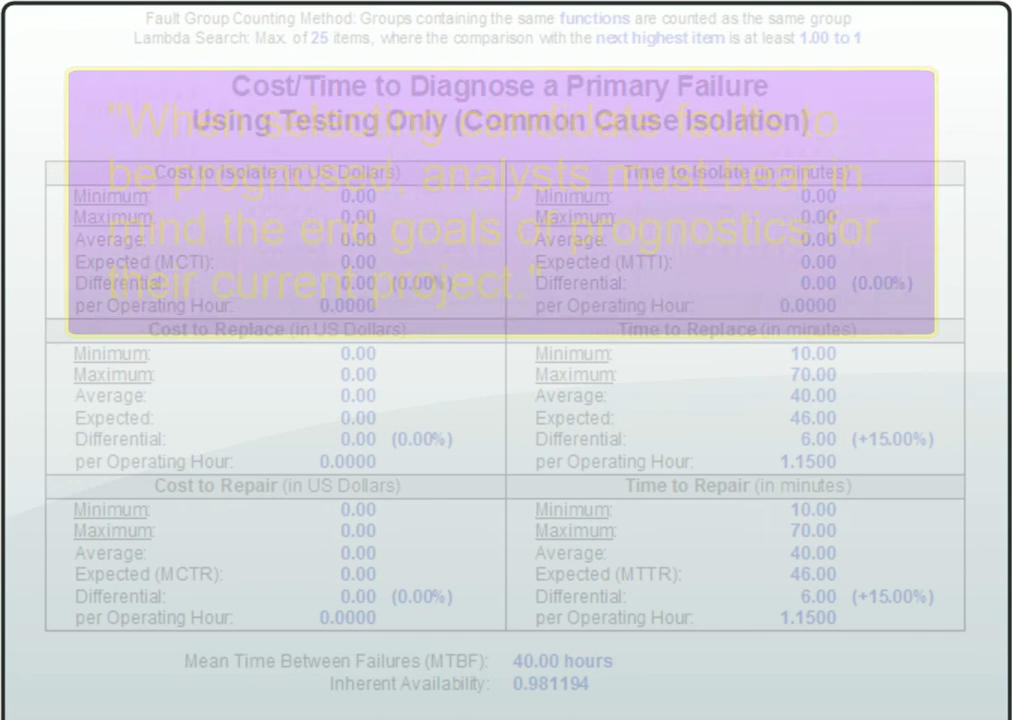 Fault Group Counting Method: Groups containing the same functions are counted as the same group
Lambda Search: Max. of 25 items, where the comparison with the next highest item is at least 1.00 to 1
Cost/Time to Diagnose a Primary Failure
Using Testing Only (Common Cause Isolation)
"When selecting candidate faults to
be prognosed, analysts must bear in
mind the end goals of prognostics for
their current project."
Cost to Isolate (in US Dollars) Time to Isolate (in minutes)
Minimum: 0.00 Minimum: 0.00
Maximum: 0.00 Maximum: 0.00
Average: 0.00 Average: 0.00
Expected (MCTI): 0.00 Expected (MTTI): 0.00
Differential: 0.00 (0.00%) Differential: 0.00 (0.00%)
per Operating Hour: 0.0000 per Operating Hour: 0.0000
Cost to Replace (in US Dollars) Time to Replace (in minutes)
Minimum: 0.00 Minimum: 10.00
Maximum: 0.00 Maximum: 70.00
Average: 0.00 Average: 40.00
Expected: 0.00 Expected: 46.00
Differential: 0.00 (0.00%) Differential: 6.00 (+15.00%)
per Operating Hour: 0.0000 per Operating Hour: 1.1500
Cost to Repair (in US Dollars) Time to Repair (in minutes)
Minimum: 0.00 Minimum: 10.00
Maximum: 0.00 Maximum: 70.00
Average: 0.00 Average: 40.00
Expected (MCTR): 0.00 Expected (MTTR): 46.00
Differential: 0.00 (0.00%) Differential: 6.00 (+15.00%)
per Operating Hour: 0.0000 per Operating Hour: 1.1500
Mean Time Between Failures (MTBF): 40.00 hours
Inherent Availability: 0.981194